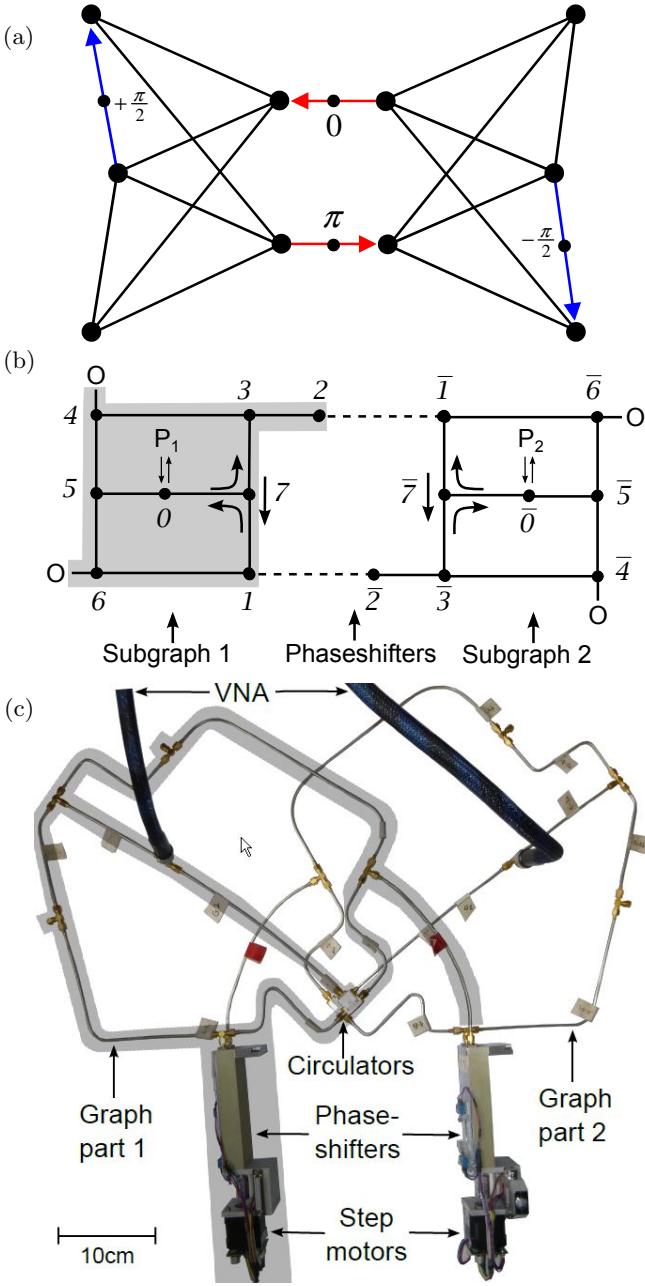 (a)
+π/2
0
π
−π/2
(b)
O
4 3 2 1̅ 6̅
O
P₁ P₂
5 7 7̅ 5̅
0 0̅
O
6 1 2̅ 3̅ 4̅
O
Subgraph 1 Phaseshifters Subgraph 2
(c)
VNA
Circulators
Graph part 1
Phase-shifters
Graph part 2
Step motors
10cm